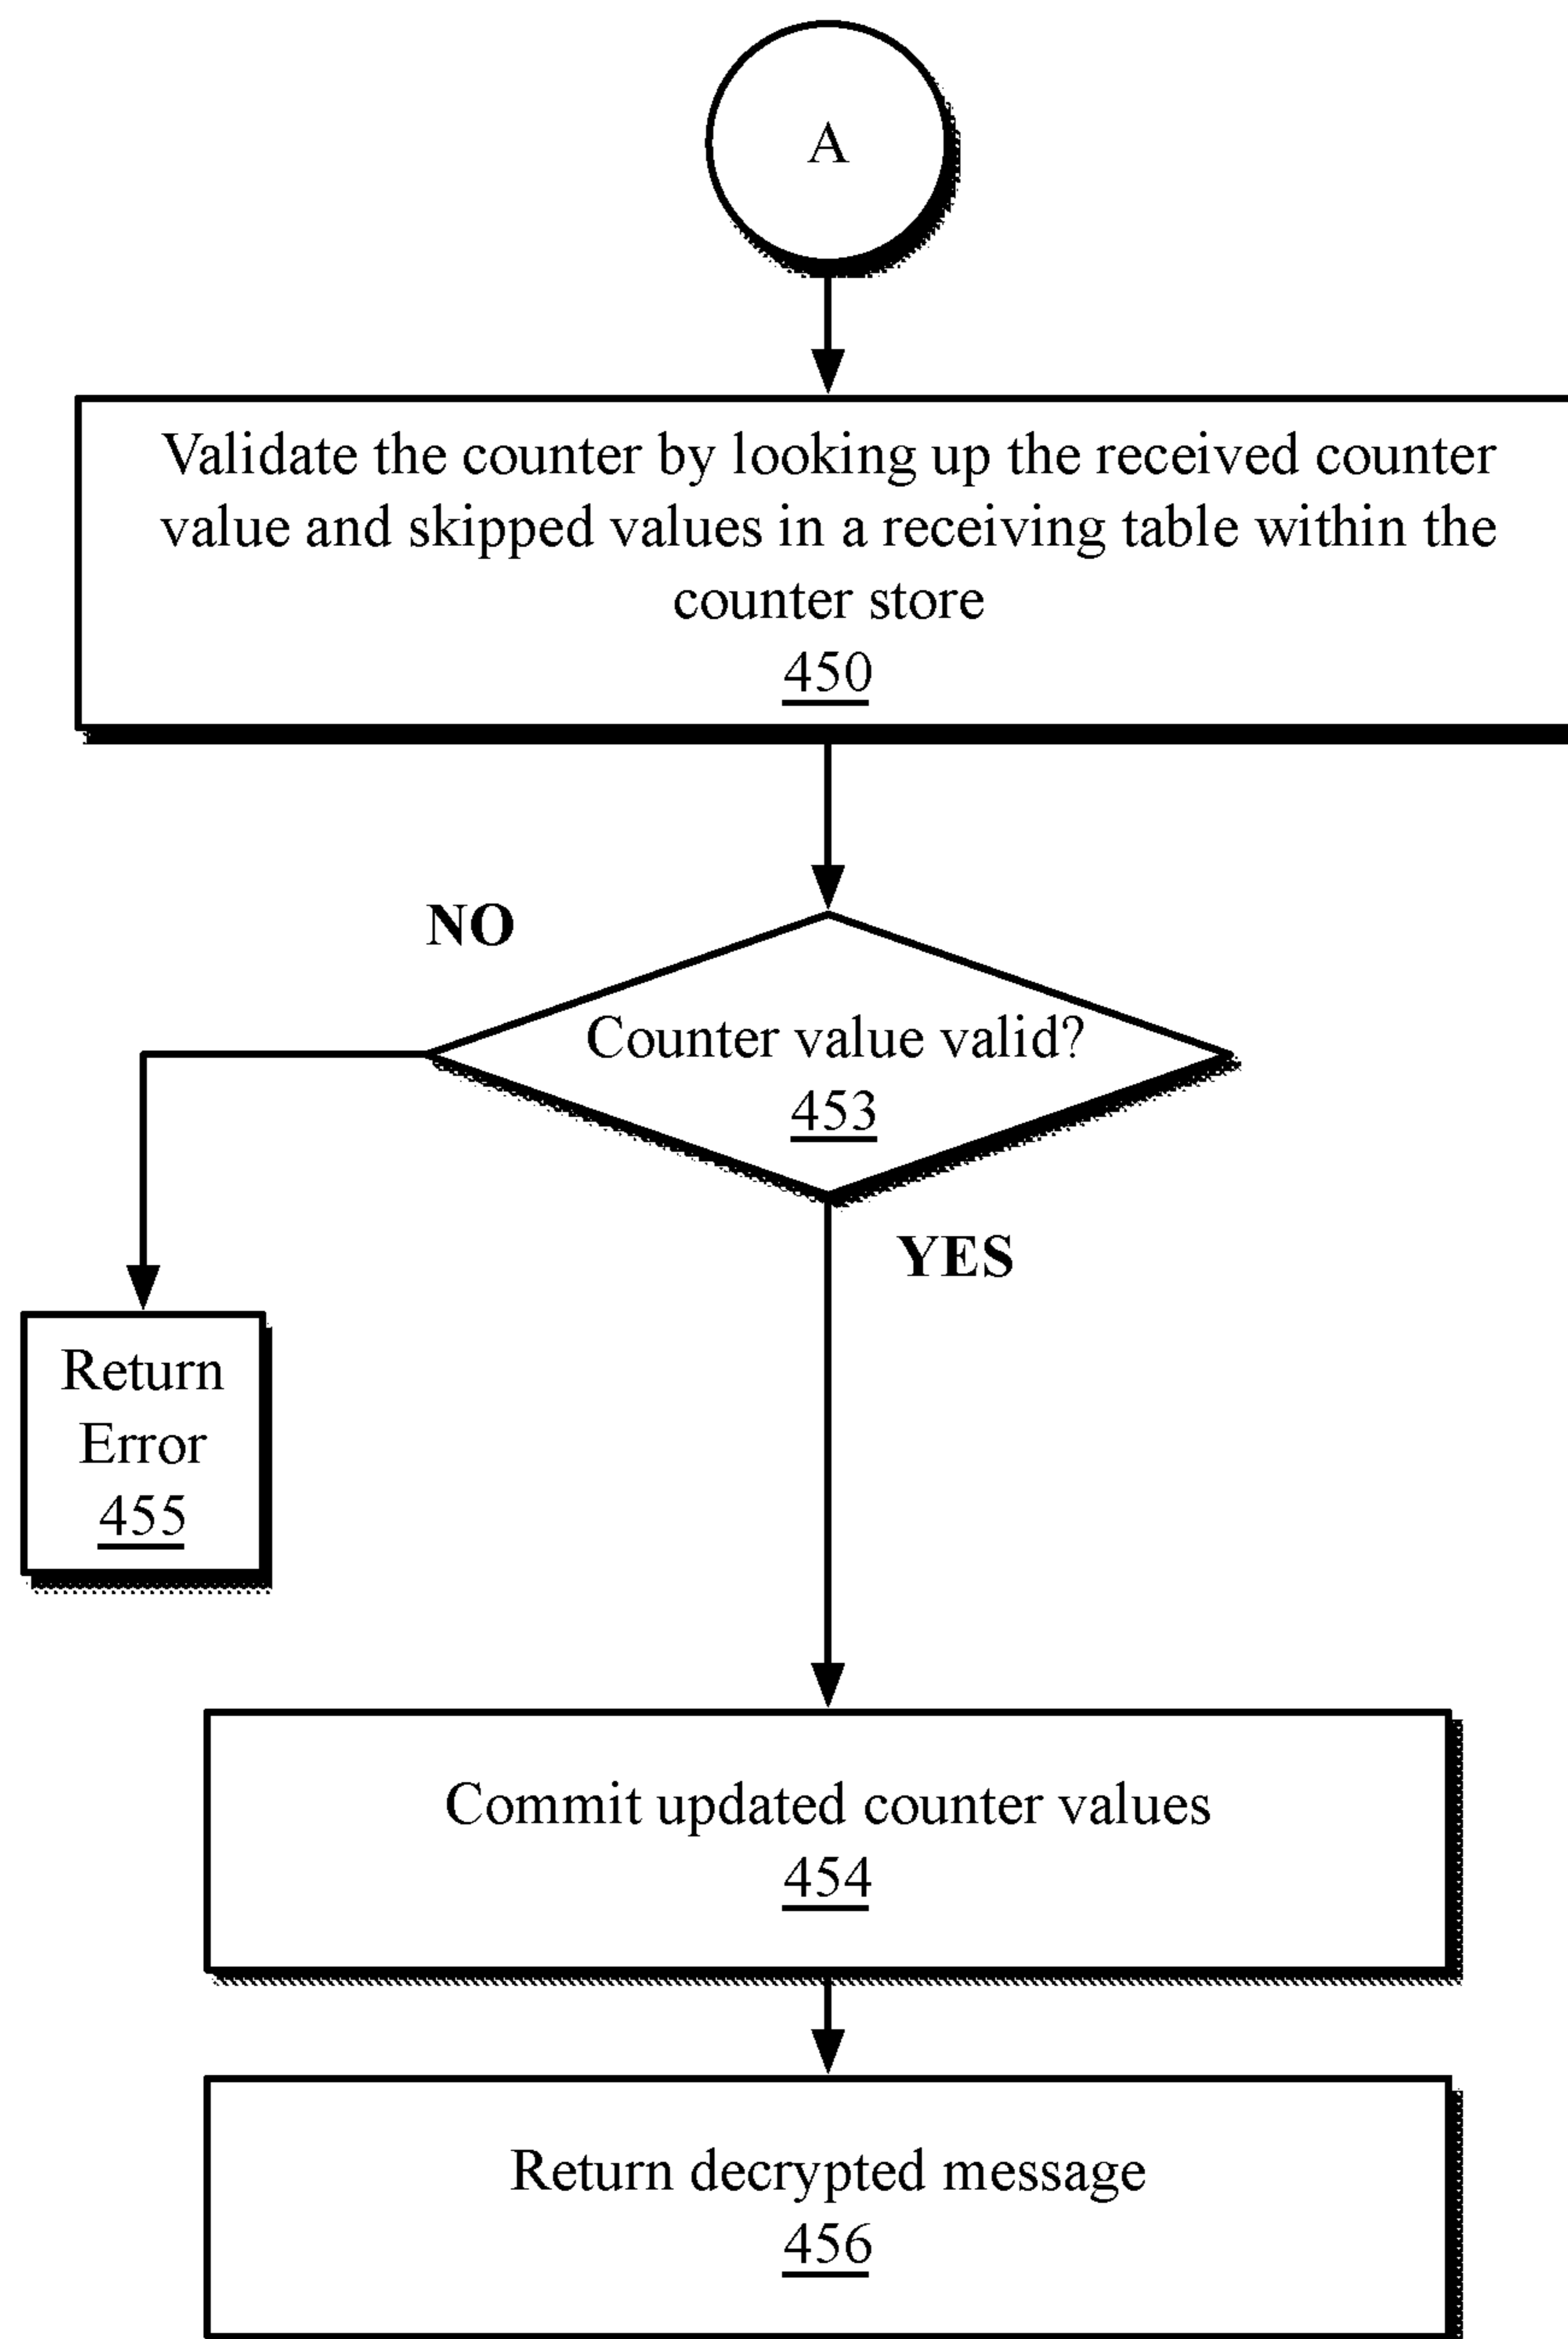 A
Validate the counter by looking up the received counter
value and skipped values in a receiving table within the
counter store
450
NO
Counter value valid?
453
YES
Return
Error
455
Commit updated counter values
454
Return decrypted message
456